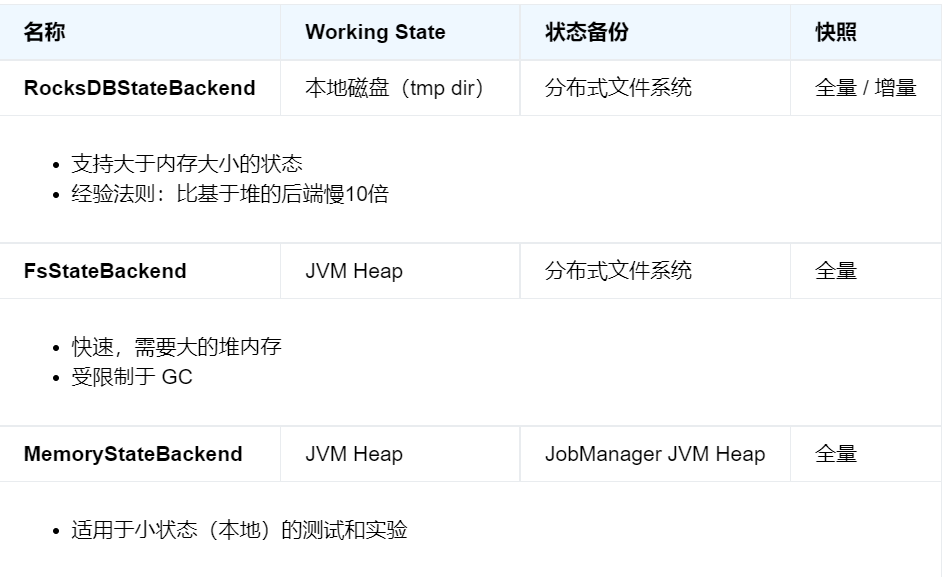 名称 Working State 状态备份 快照
RocksDBStateBackend 本地磁盘（tmp dir） 分布式文件系统 全量 / 增量
• 支持大于内存大小的状态
• 经验法则：比基于堆的后端慢10倍
FsStateBackend JVM Heap 分布式文件系统 全量
• 快速，需要大的堆内存
• 受限制于 GC
MemoryStateBackend JVM Heap JobManager JVM Heap 全量
• 适用于小状态（本地）的测试和实验